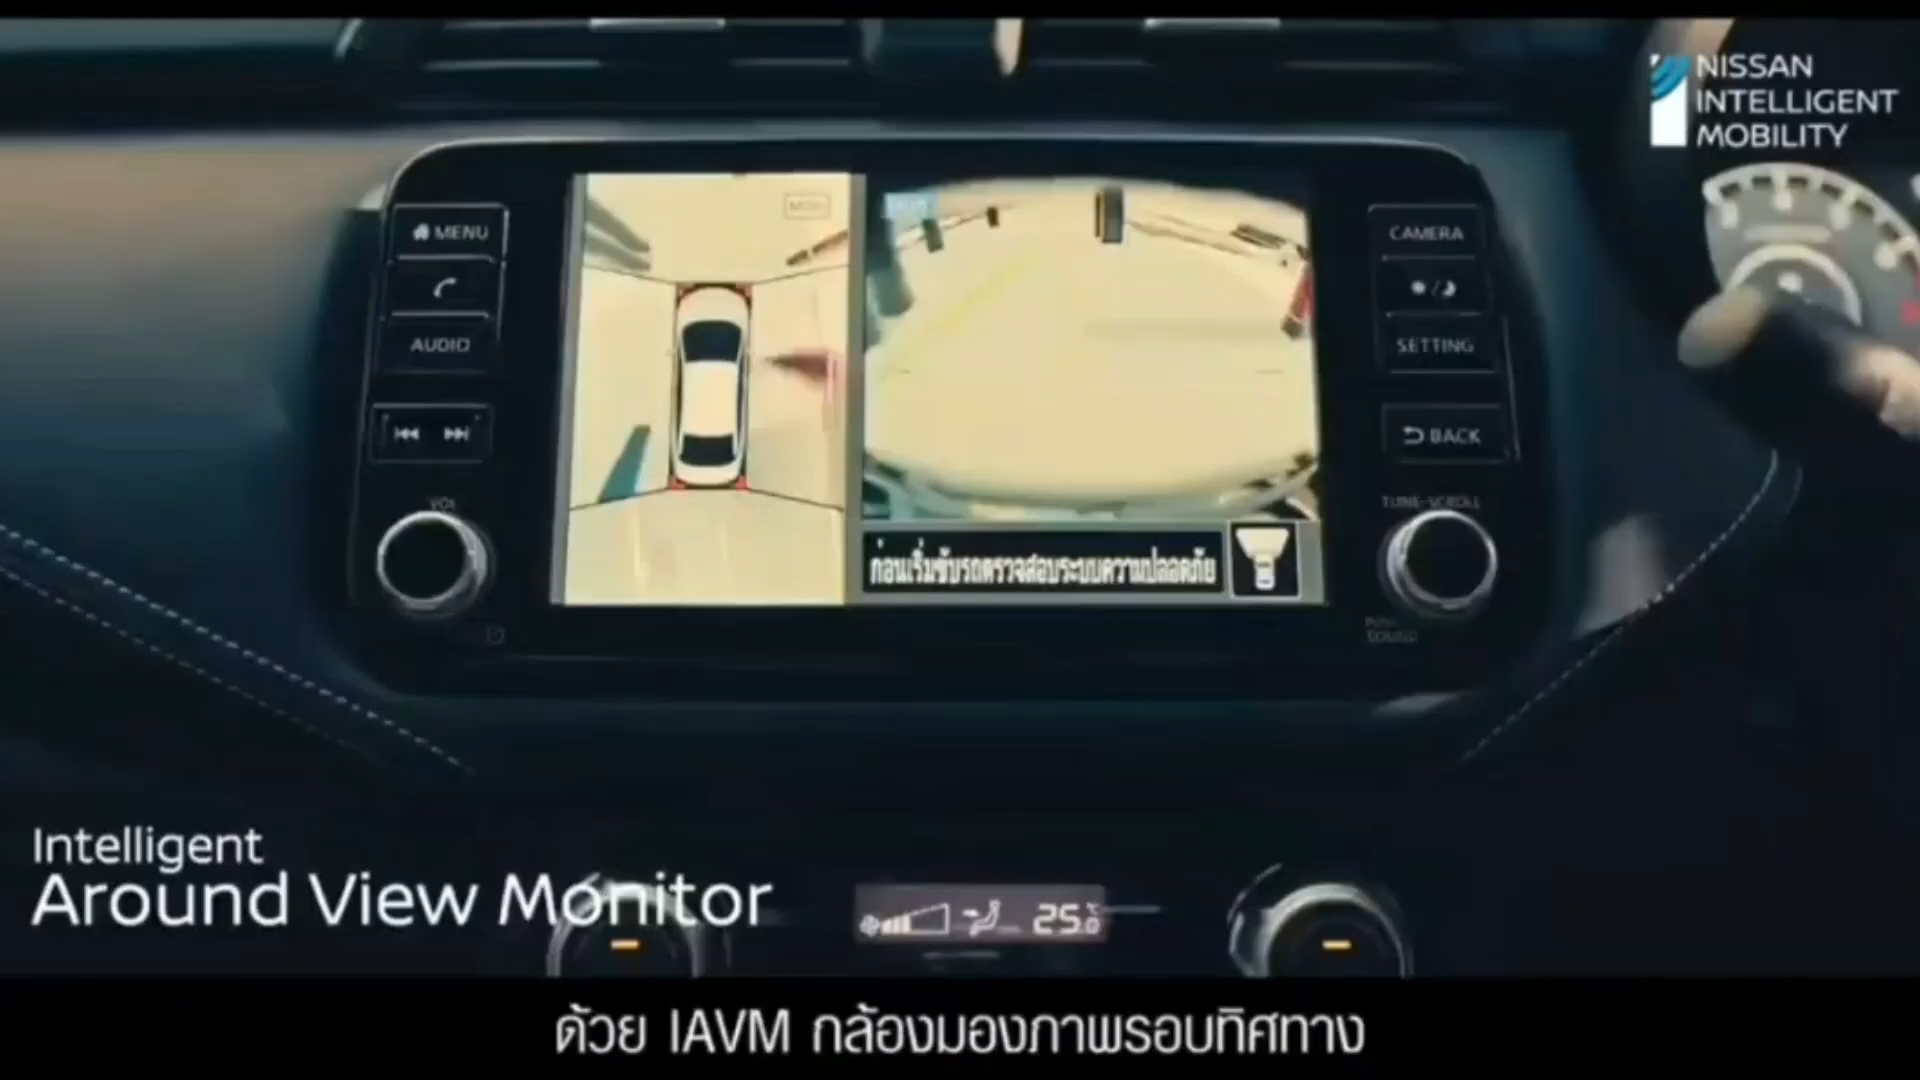 NISSAN
INTELLIGENT
MOBILITY
MENU
AUDIO
VOL
CAMERA
SETTING
BACK
TUNE·SCROLL
ก่อนเริ่มขับรถตรวจสอบระบบความปลอดภัย
25.0
Intelligent
Around View Monitor
ด้วย IAVM กล้องมองภาพรอบทิศทาง